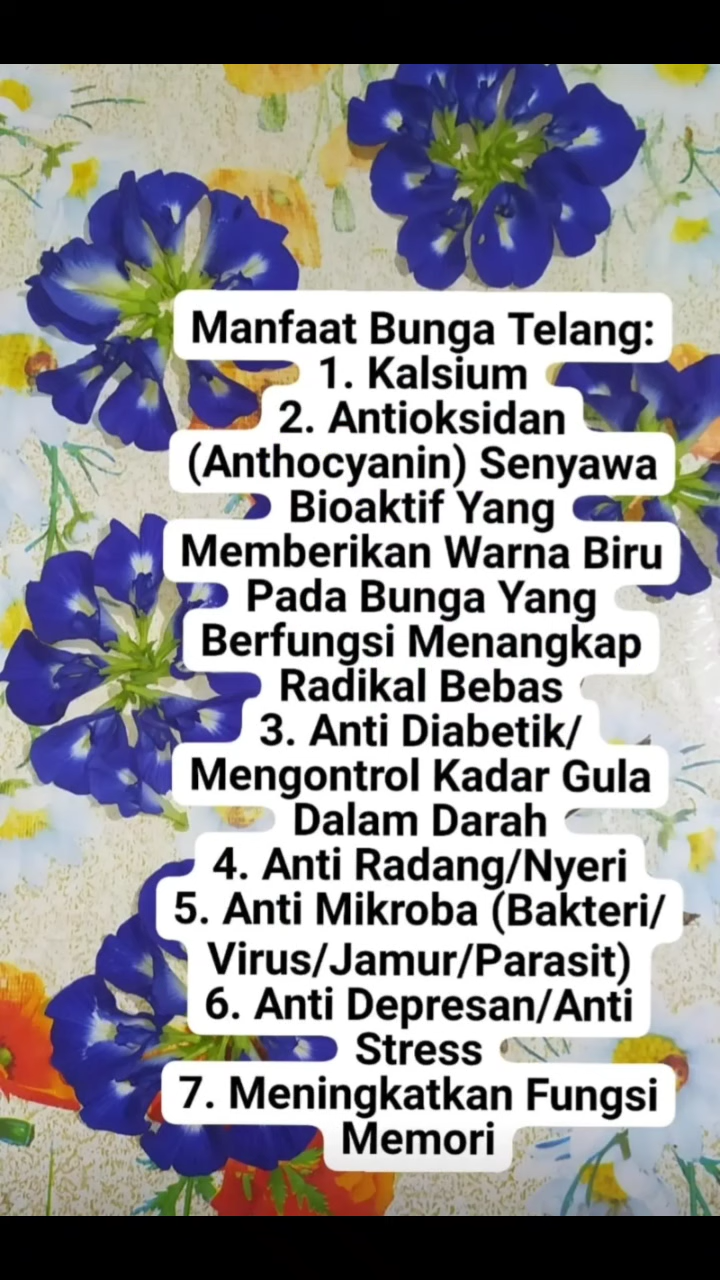 Manfaat Bunga Telang:
1. Kalsium
2. Antioksidan
(Anthocyanin) Senyawa
Bioaktif Yang
Memberikan Warna Biru
Pada Bunga Yang
Berfungsi Menangkap
Radikal Bebas
3. Anti Diabetik/
Mengontrol Kadar Gula
Dalam Darah
4. Anti Radang/Nyeri
5. Anti Mikroba (Bakteri/
Virus/Jamur/Parasit)
6. Anti Depresan/Anti
Stress
7. Meningkatkan Fungsi
Memori